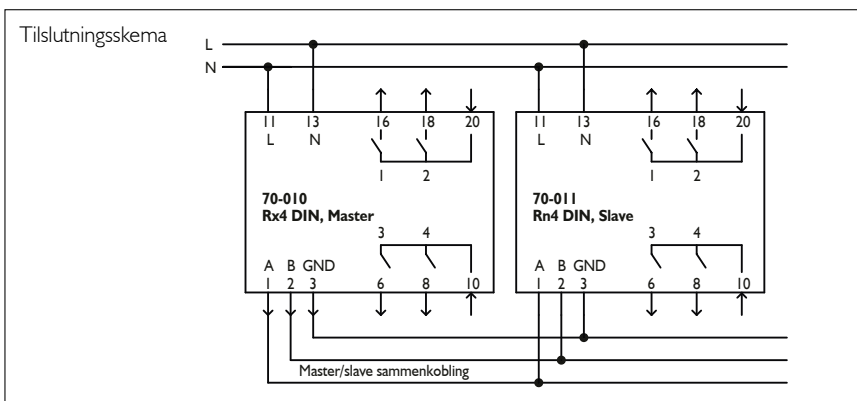 Tilslutningsskema
L
N
11 13 16 18 20 11 13 16 18 20
L N L N
1 2 1 2
70-010 70-011
Rx4 DIN, Master Rn4 DIN, Slave
3 4 3 4
A B GND A B GND
1 2 3 6 8 10 1 2 3 6 8 10
Master/slave sammenkobling